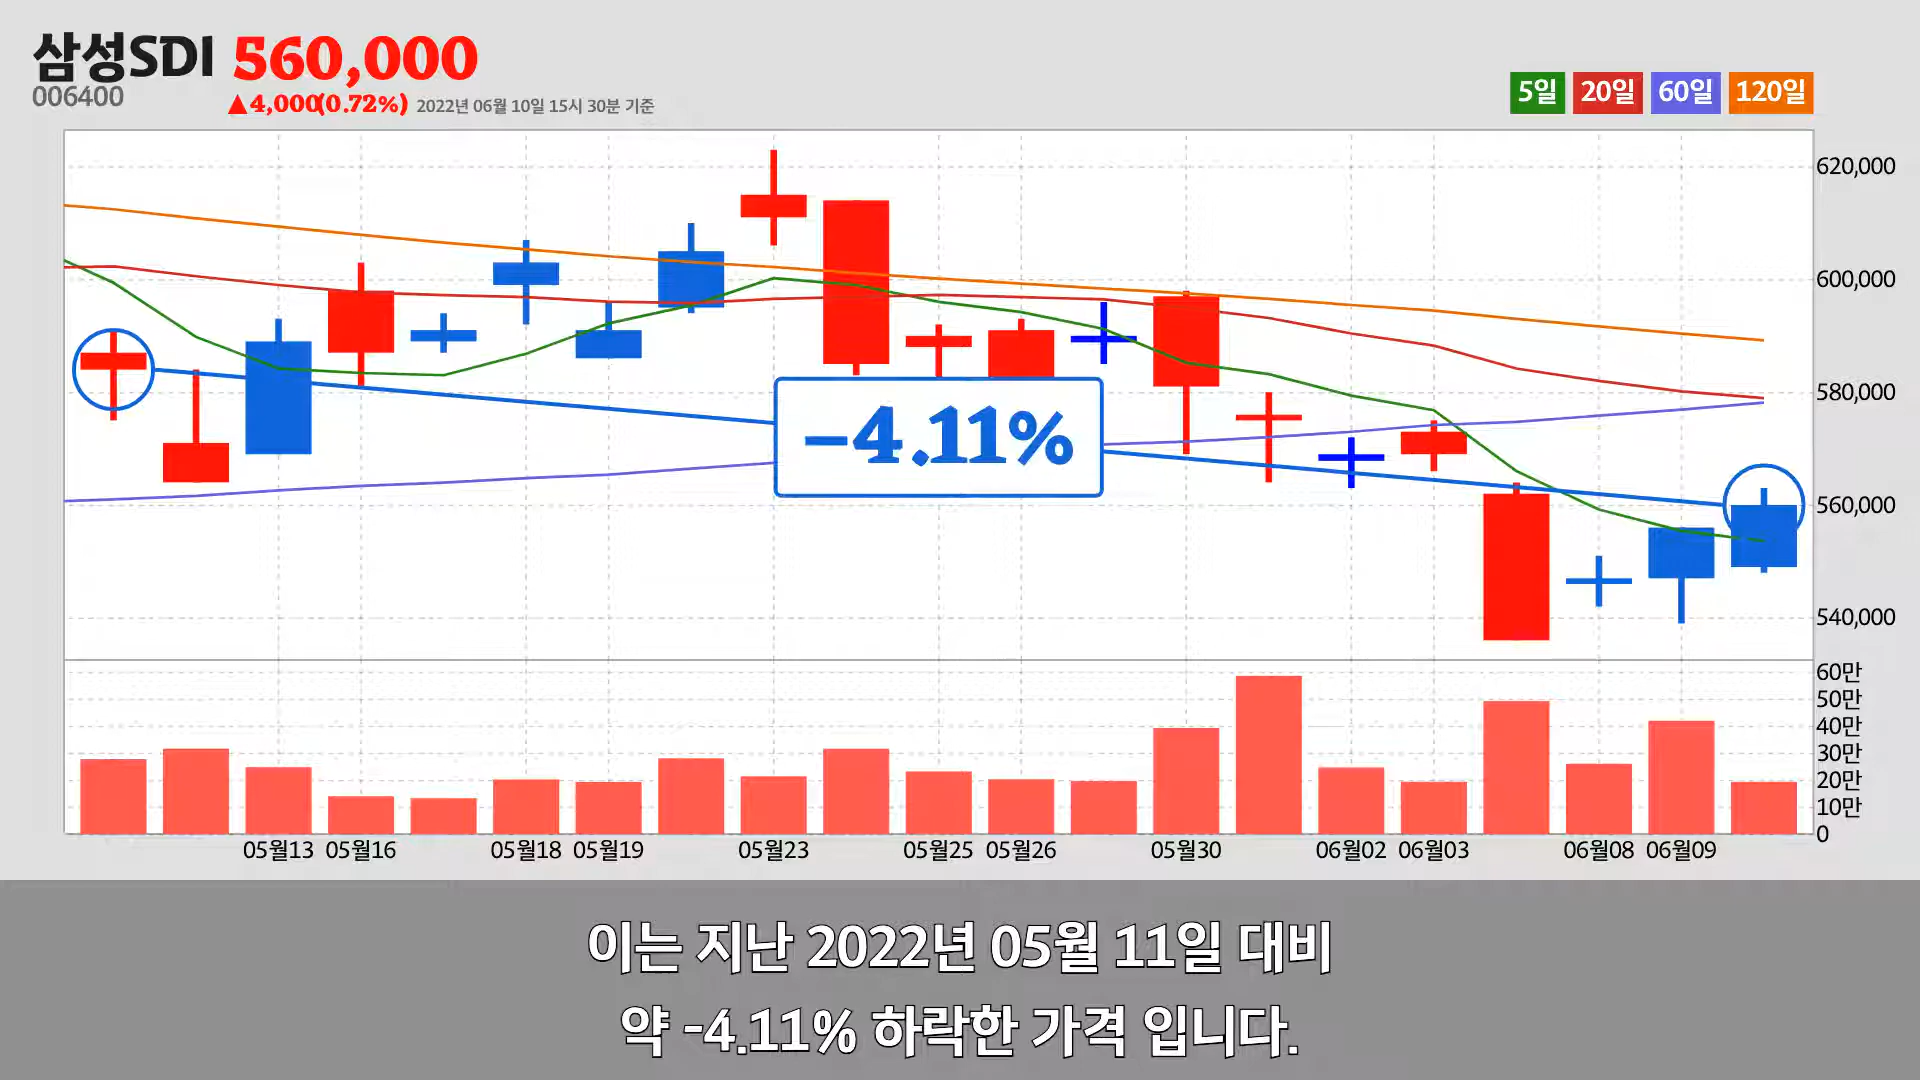 삼성SDI 560,000
006400
▲4,000(0.72%) 2022년 06월 10일 15시 30분 기준
5일 20일 60일 120일
620,000
600,000
580,000
560,000
540,000
-4.11%
60만
50만
40만
30만
20만
10만
0
05월13 05월16 05월18 05월19 05월23 05월25 05월26 05월30 06월02 06월03 06월08 06월09
이는 지난 2022년 05월 11일 대비
약 -4.11% 하락한 가격 입니다.